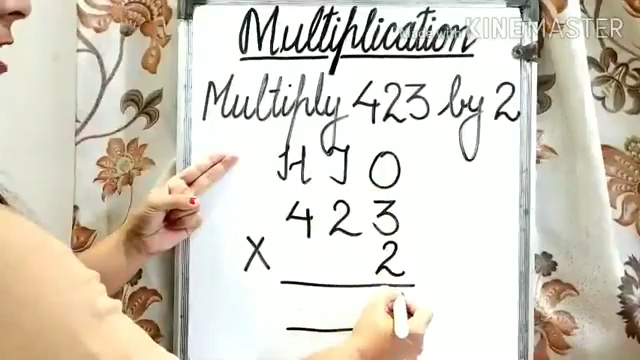 Made with KINEMASTER
Multiplication
Multiply 423 by 2
H T O
4 2 3
X 2